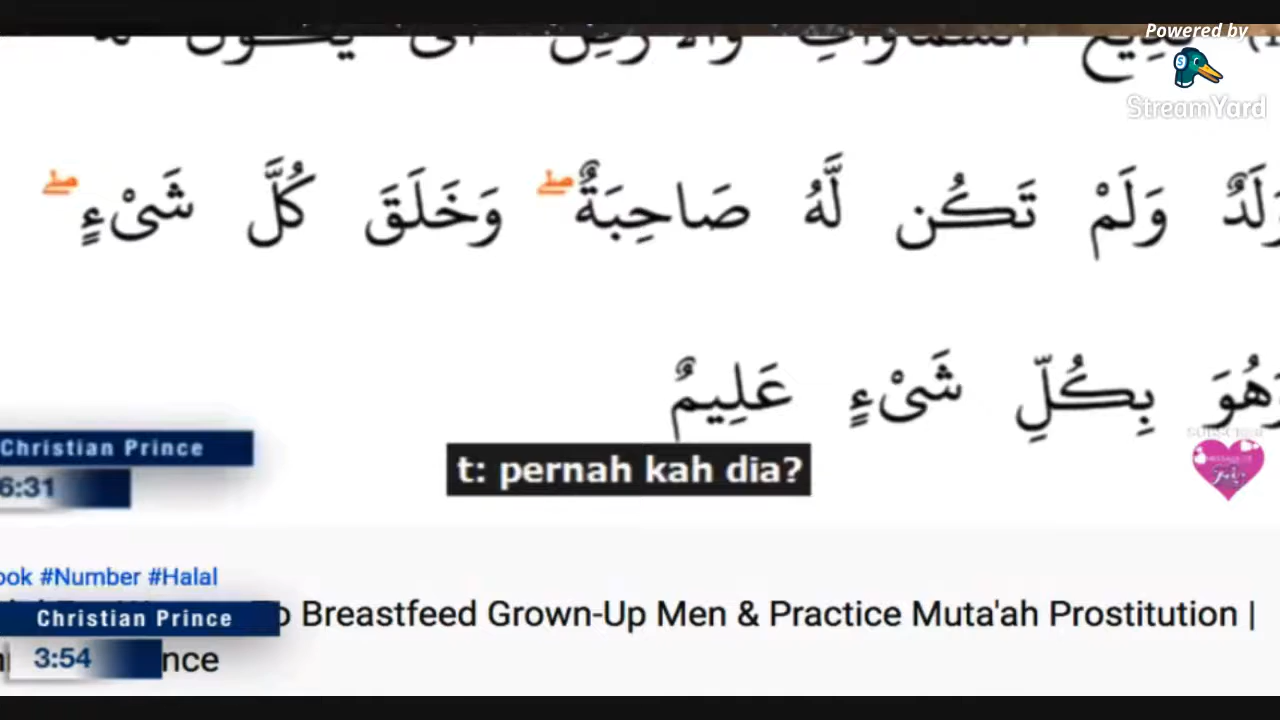 Powered by
StreamYard
وَلَدٌ وَلَمْ تَكُن لَّهُ صَاحِبَةٌ ۖ وَخَلَقَ كُلَّ شَىْءٍ ۖ
وَهُوَ بِكُلِّ شَىْءٍ عَلِيمٌ
Christian Prince
6:31
t: pernah kah dia?
ook #Number #Halal
Christian Prince
o Breastfeed Grown-Up Men & Practice Muta'ah Prostitution |
3:54
nce